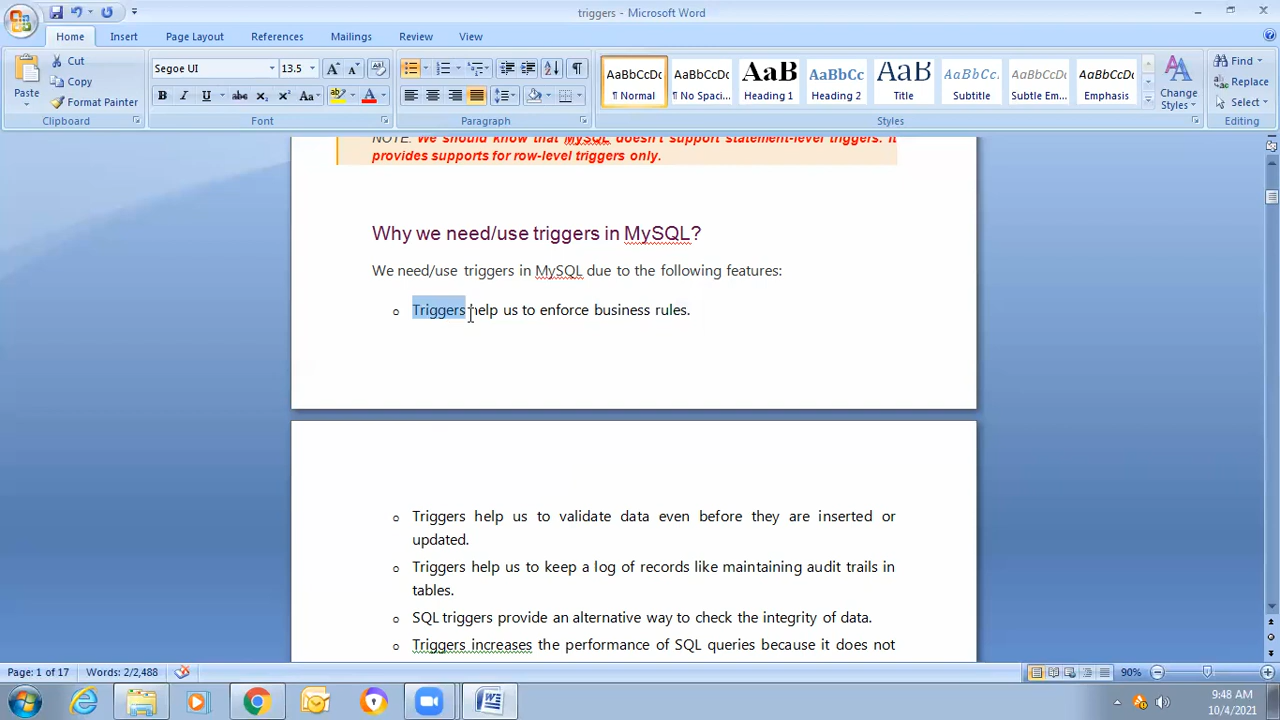 triggers - Microsoft Word
Home Insert Page Layout References Mailings Review View
Paste
Cut
Copy
Format Painter
Clipboard
Segoe UI 13.5
B I U abc X₂ X² Aa A
Font
Paragraph
AaBbCcDc AaBbCcDc AaB AaBbCc AaB AaBbCc. AaBbCcDc AaBbCcDc
¶ Normal ¶ No Spaci... Heading 1 Heading 2 Title Subtitle Subtle Em... Emphasis
Styles
Change Styles
Find
Replace
Select
Editing
NOTE: We should know that MySQL doesn't support statement-level triggers. It
provides supports for row-level triggers only.
Why we need/use triggers in MySQL?
We need/use triggers in MySQL due to the following features:
o Triggers help us to enforce business rules.
o Triggers help us to validate data even before they are inserted or
updated.
o Triggers help us to keep a log of records like maintaining audit trails in
tables.
o SQL triggers provide an alternative way to check the integrity of data.
o Triggers increases the performance of SQL queries because it does not
Page: 1 of 17 Words: 2/2,488 90%
9:48 AM
10/4/2021